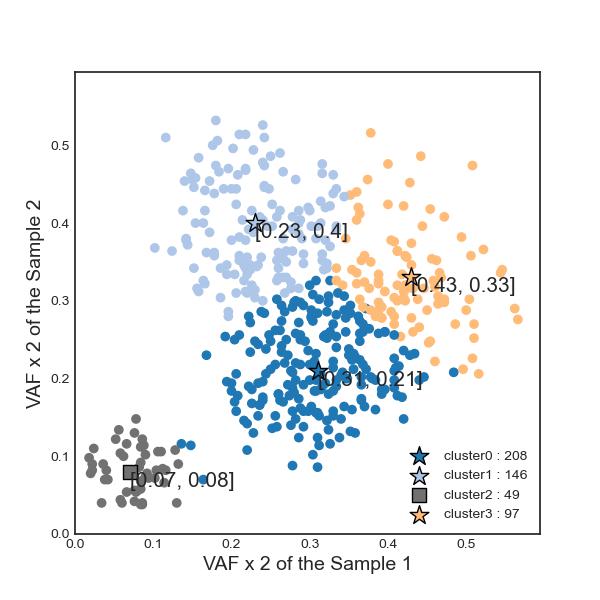 0.5
0.4
0.3
0.2
0.1
0.0
VAF x 2 of the Sample 2
[0.23, 0.4]
[0.43, 0.33]
[0.31, 0.21]
[0.07, 0.08]
cluster0 : 208
cluster1 : 146
cluster2 : 49
cluster3 : 97
0.0 0.1 0.2 0.3 0.4 0.5
VAF x 2 of the Sample 1